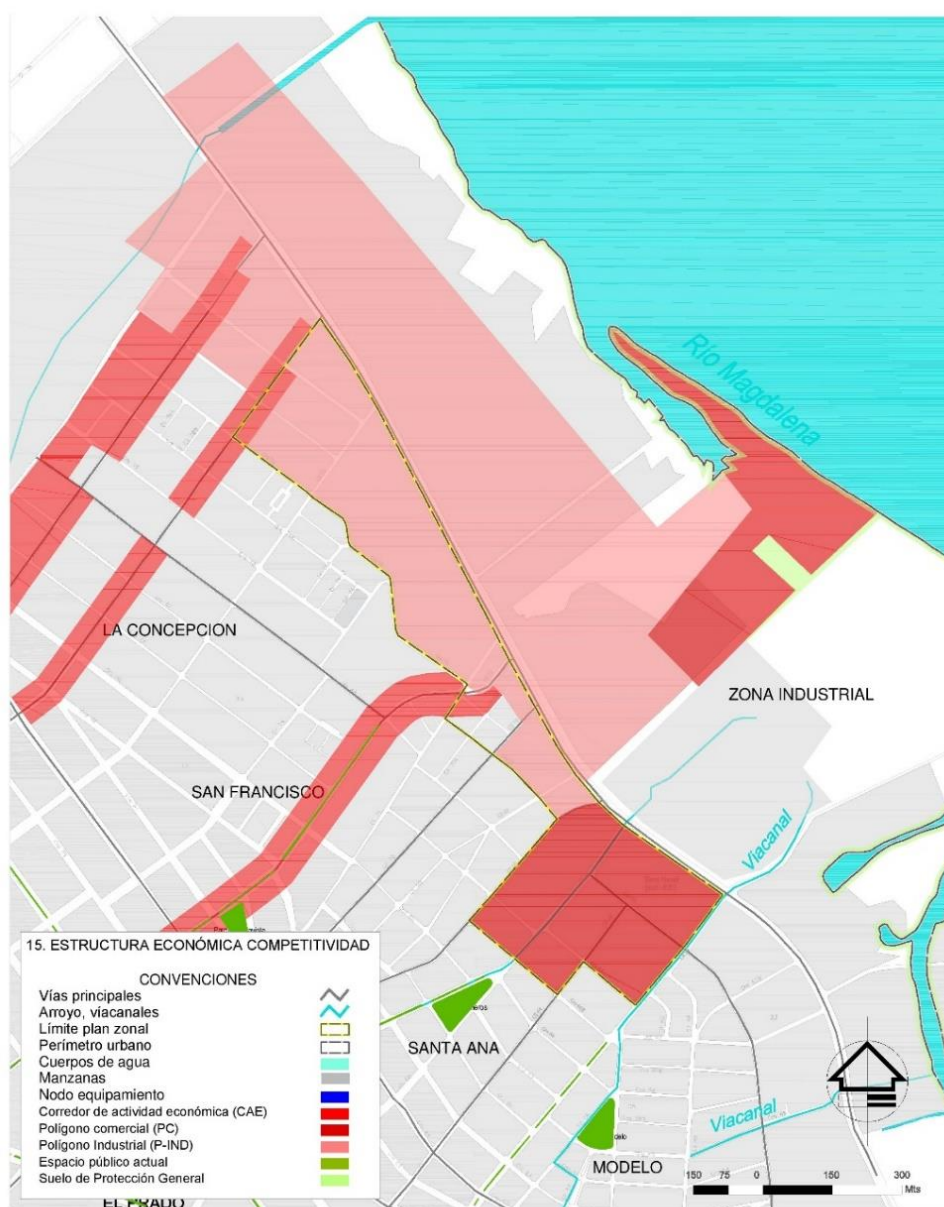 Río Magdalena
LA CONCEPCION
ZONA INDUSTRIAL
SAN FRANCISCO
Viacanal
15. ESTRUCTURA ECONÓMICA COMPETITIVIDAD
CONVENCIONES
Vías principales
Arroyo, viacanales
Límite plan zonal
Perímetro urbano
Cuerpos de agua
Manzanas
Nodo equipamiento
Corredor de actividad económica (CAE)
Polígono comercial (PC)
Polígono Industrial (P-IND)
Espacio público actual
Suelo de Protección General
SANTA ANA
Viacanal
MODELO
EL PRADO
150 75 0 150 300
Mts